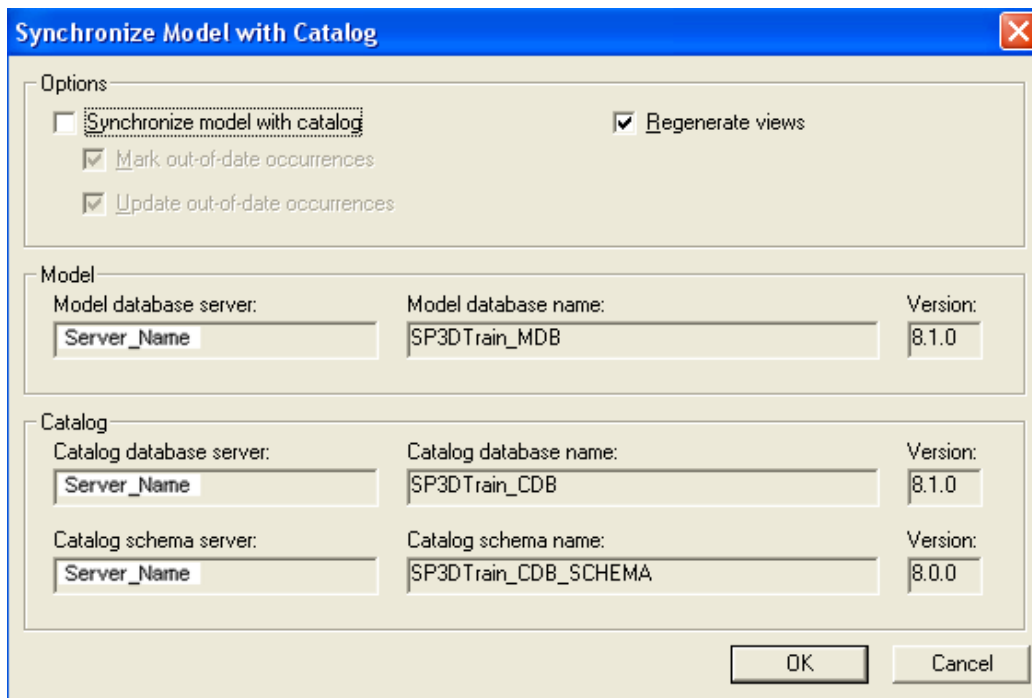 Synchronize Model with Catalog
Options
Synchronize model with catalog
Regenerate views
Mark out-of-date occurrences
Update out-of-date occurrences
Model
Model database server: Model database name: Version:
Server_Name SP3DTrain_MDB 8.1.0
Catalog
Catalog database server: Catalog database name: Version:
Server_Name SP3DTrain_CDB 8.1.0
Catalog schema server: Catalog schema name: Version:
Server_Name SP3DTrain_CDB_SCHEMA 8.0.0
OK Cancel